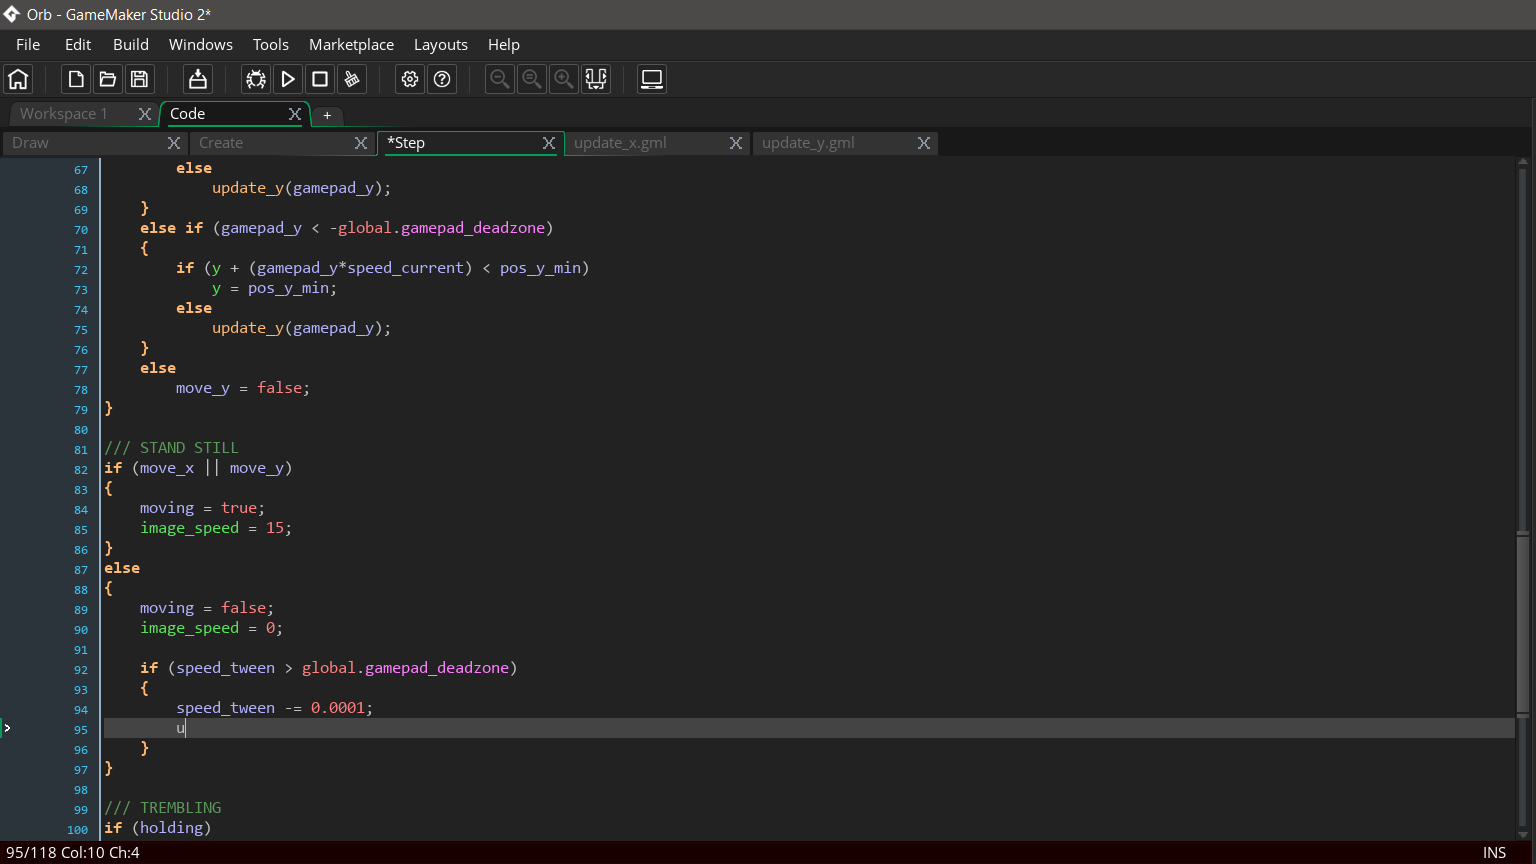 Orb - GameMaker Studio 2*
File Edit Build Windows Tools Marketplace Layouts Help
Workspace 1 Code +
Draw Create *Step update_x.gml update_y.gml
67 else
68 update_y(gamepad_y);
69 }
70 else if (gamepad_y < -global.gamepad_deadzone)
71 {
72 if (y + (gamepad_y*speed_current) < pos_y_min)
73 y = pos_y_min;
74 else
75 update_y(gamepad_y);
76 }
77 else
78 move_y = false;
79 }
80
81 /// STAND STILL
82 if (move_x || move_y)
83 {
84 moving = true;
85 image_speed = 15;
86 }
87 else
88 {
89 moving = false;
90 image_speed = 0;
91
92 if (speed_tween > global.gamepad_deadzone)
93 {
94 speed_tween -= 0.0001;
95 u
96 }
97 }
98
99 /// TREMBLING
100 if (holding)
95/118 Col:10 Ch:4 INS